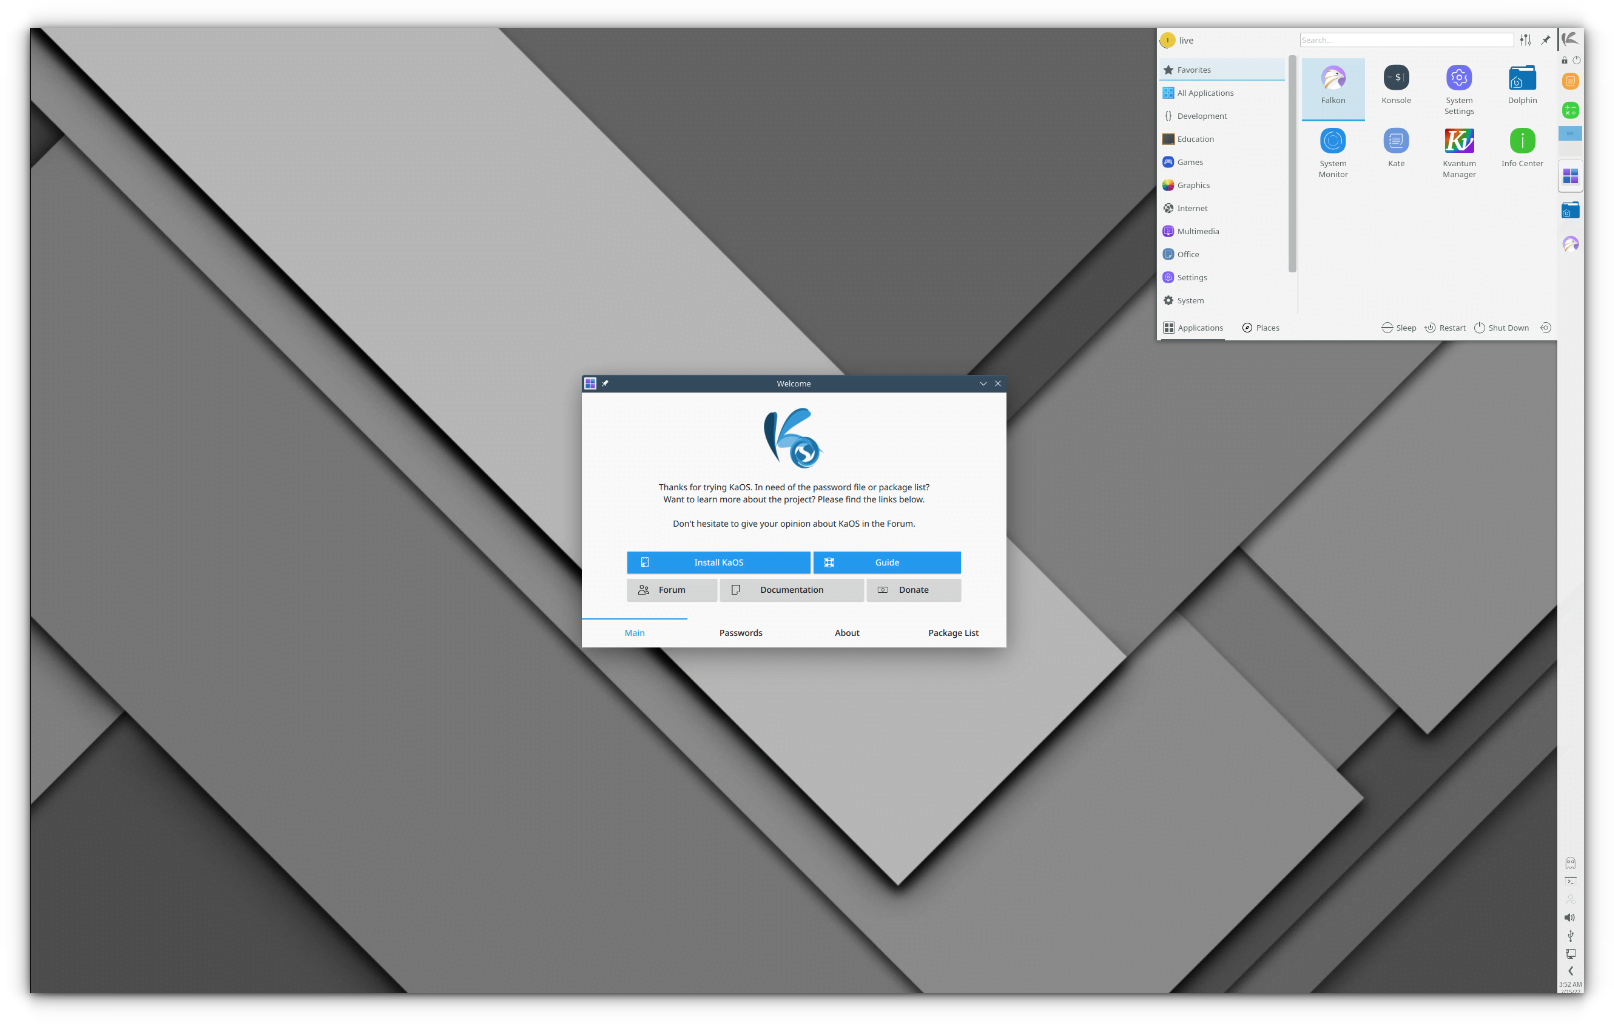 live
Search...
Favorites
All Applications
Development
Education
Games
Graphics
Internet
Multimedia
Office
Settings
System
Falkon
Konsole
System
Settings
Dolphin
System
Monitor
Kate
Kvantum
Manager
Info Center
Applications
Places
Sleep
Restart
Shut Down
Welcome
Thanks for trying KaOS. In need of the password file or package list?
Want to learn more about the project? Please find the links below.
Don't hesitate to give your opinion about KaOS in the Forum.
Install KaOS
Guide
Forum
Documentation
Donate
Main
Passwords
About
Package List
3:52 AM